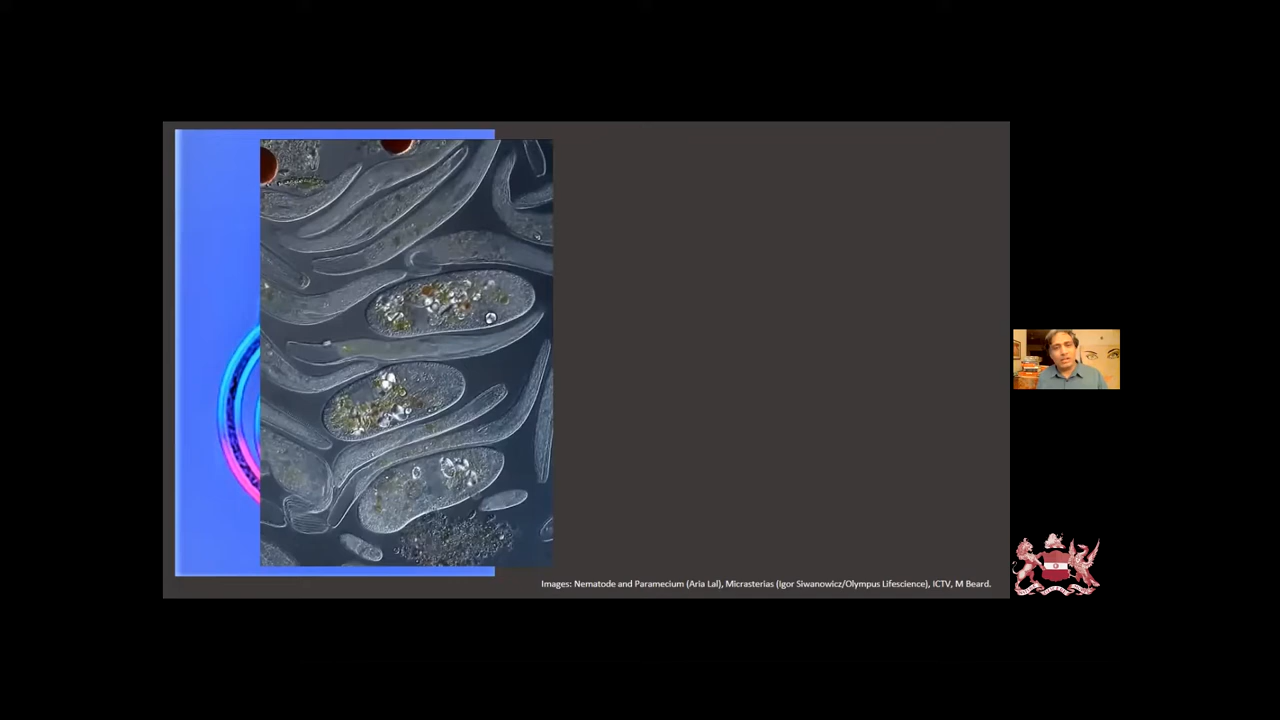 Images: Nematode and Paramecium (Aria Lal), Micrasterias (Igor Siwanowicz/Olympus Lifescience), ICTV, M Beard.